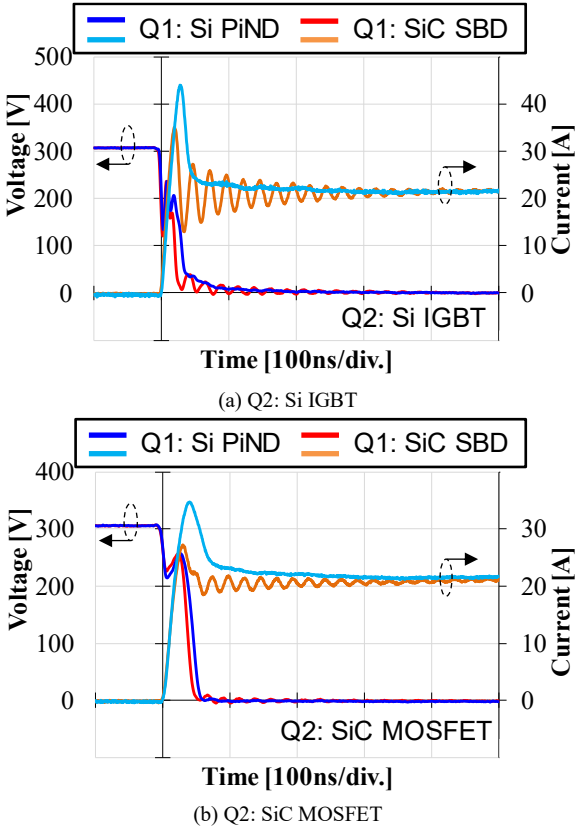 Q1: Si PiND Q1: SiC SBD
500
400
300
200
100
0
Voltage [V]
40
30
20
10
0
Current [A]
Q2: Si IGBT
Time [100ns/div.]
(a) Q2: Si IGBT
Q1: Si PiND Q1: SiC SBD
400
300
200
100
0
Voltage [V]
30
20
10
0
Current [A]
Q2: SiC MOSFET
Time [100ns/div.]
(b) Q2: SiC MOSFET